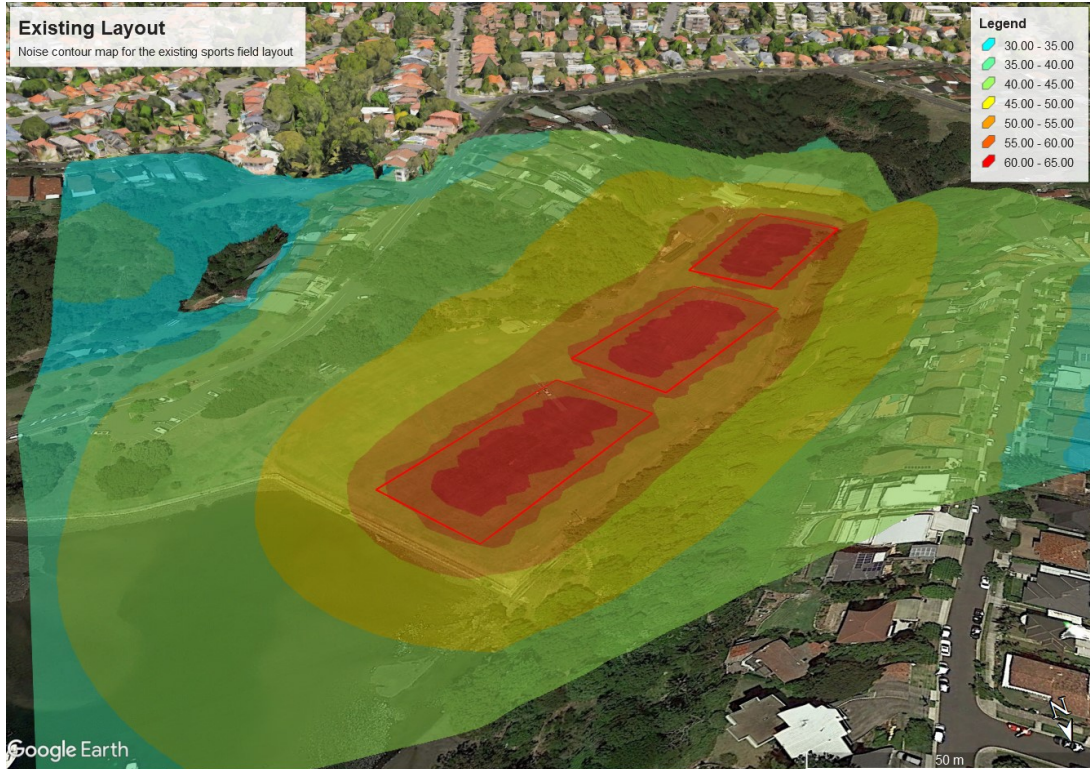 Existing Layout
Noise contour map for the existing sports field layout
Legend
30.00 - 35.00
35.00 - 40.00
40.00 - 45.00
45.00 - 50.00
50.00 - 55.00
55.00 - 60.00
60.00 - 65.00
N
Google Earth
50 m